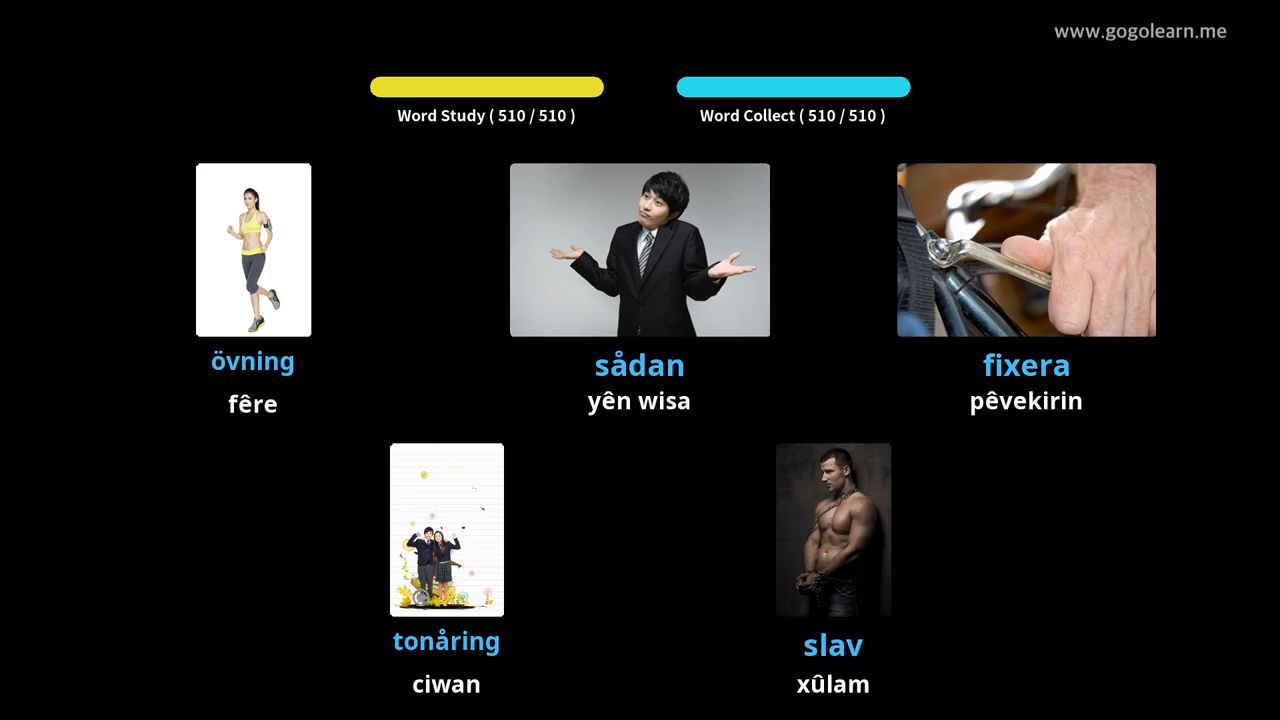 www.gogolearn.me
Word Study ( 510 / 510 )
Word Collect ( 510 / 510 )
övning
fêre
sådan
yên wisa
fixera
pêvekirin
tonåring
ciwan
slav
xûlam